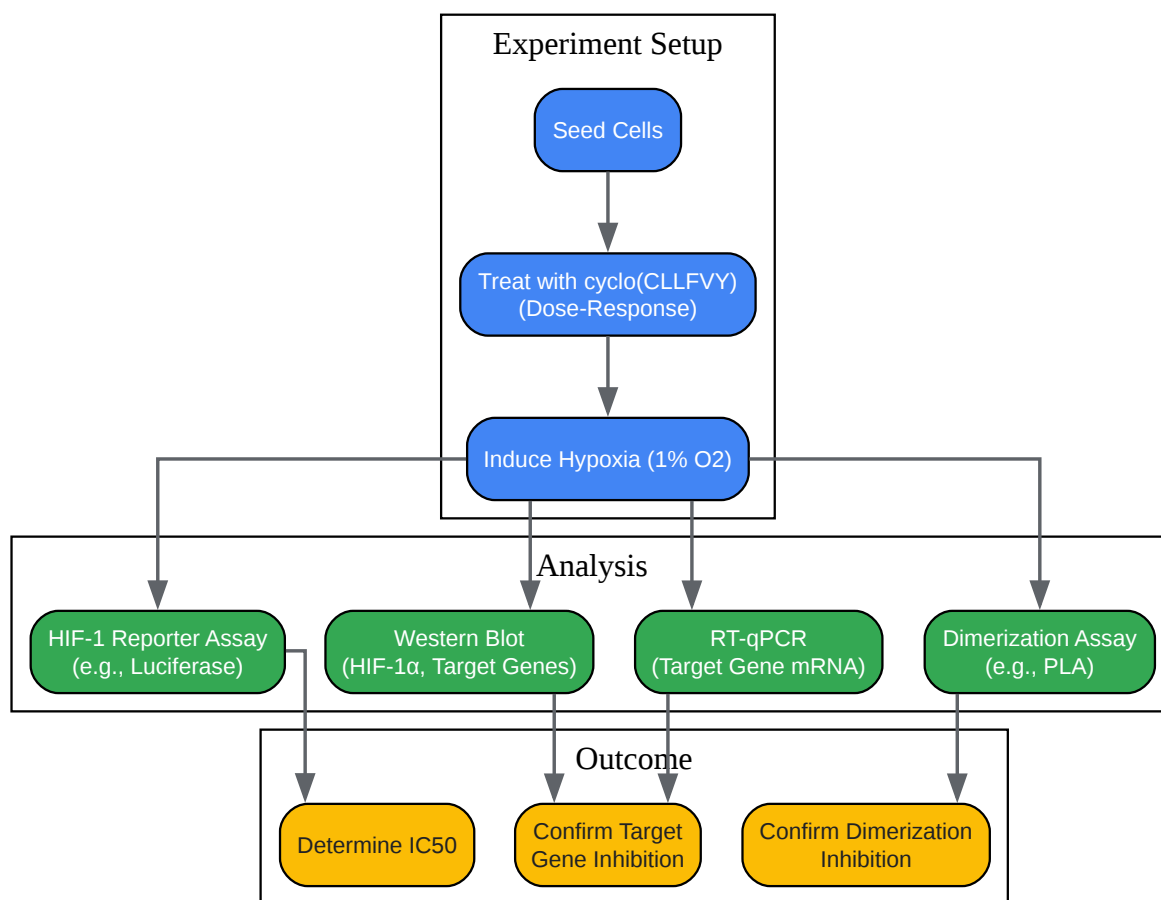 Experiment Setup
Seed Cells
Treat with cyclo(CLLFVY)
(Dose-Response)
Induce Hypoxia (1% O2)
Analysis
HIF-1 Reporter Assay
(e.g., Luciferase)
Western Blot
(HIF-1α, Target Genes)
RT-qPCR
(Target Gene mRNA)
Dimerization Assay
(e.g., PLA)
Outcome
Determine IC50
Confirm Target
Gene Inhibition
Confirm Dimerization
Inhibition